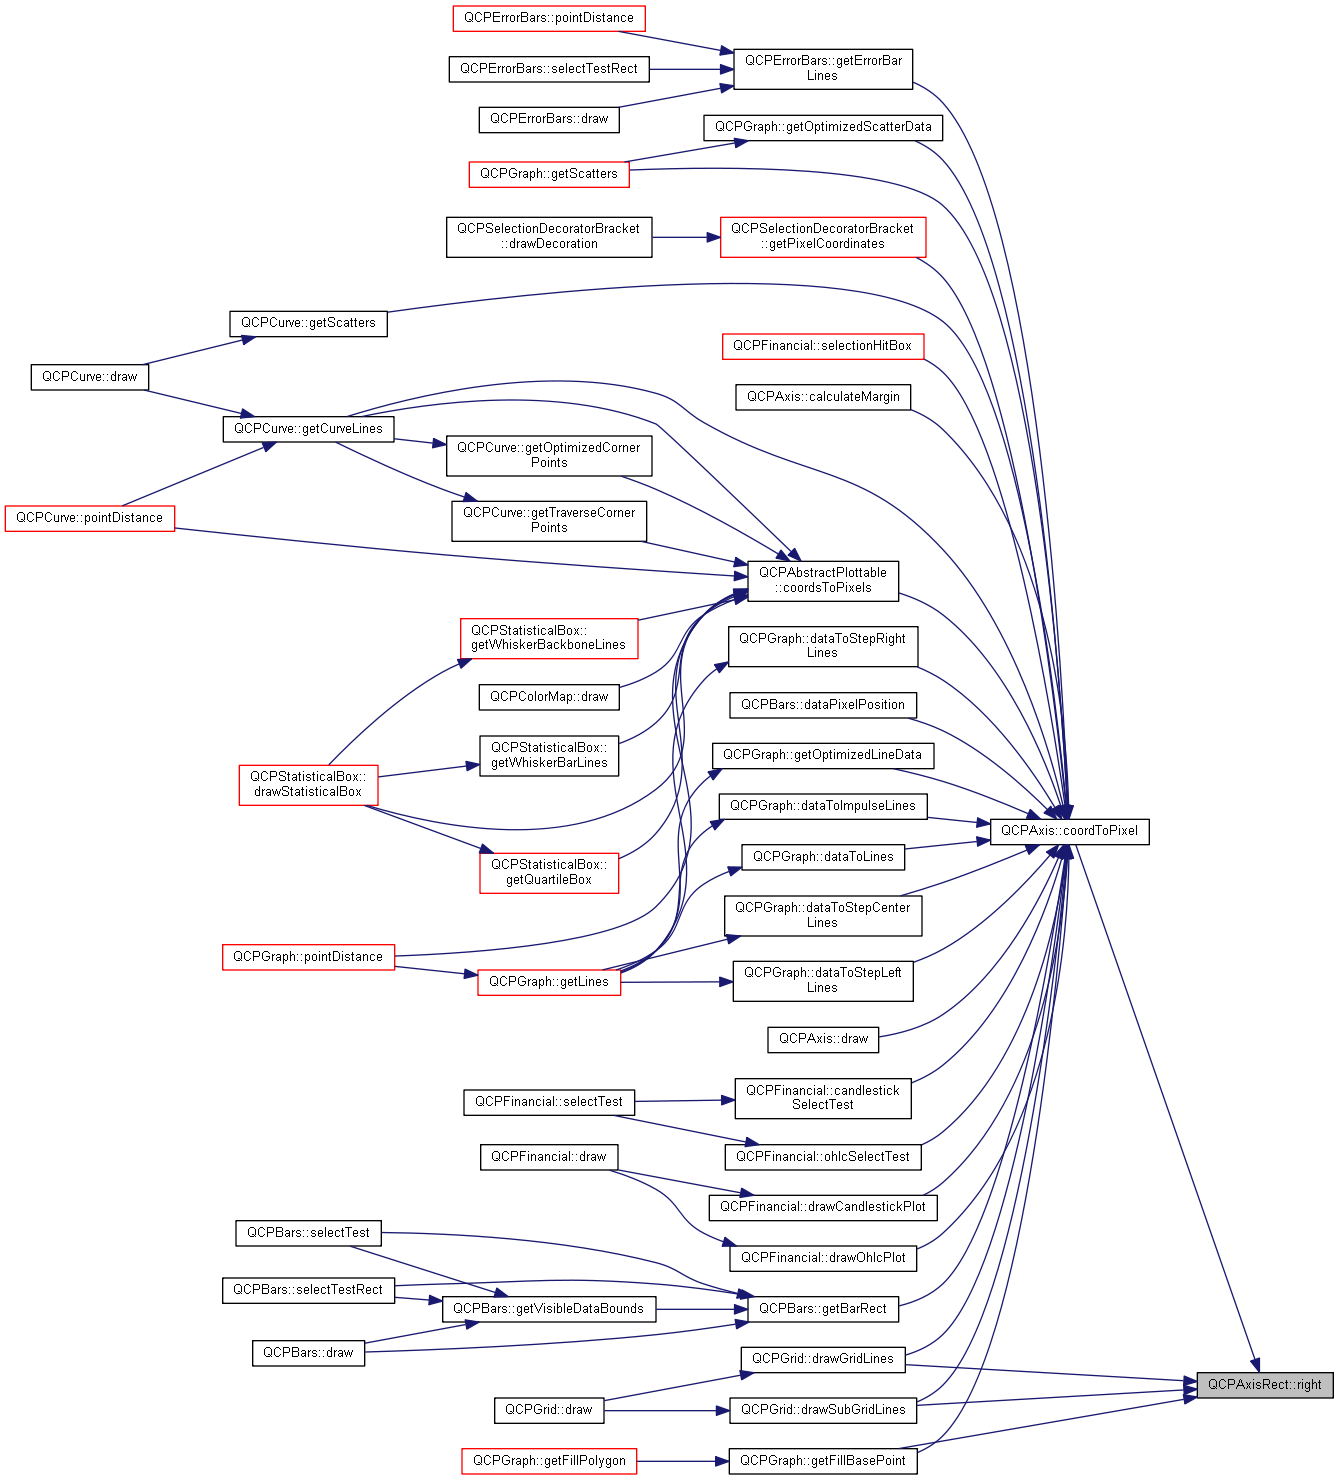 QCPErrorBars::pointDistance
QCPErrorBars::getErrorBar
Lines
QCPErrorBars::selectTestRect
QCPErrorBars::draw
QCPGraph::getOptimizedScatterData
QCPGraph::getScatters
QCPSelectionDecoratorBracket
::drawDecoration
QCPSelectionDecoratorBracket
::getPixelCoordinates
QCPCurve::getScatters
QCPFinancial::selectionHitBox
QCPCurve::draw
QCPAxis::calculateMargin
QCPCurve::getCurveLines
QCPCurve::getOptimizedCorner
Points
QCPCurve::pointDistance
QCPCurve::getTraverseCorner
Points
QCPAbstractPlottable
::coordsToPixels
QCPStatisticalBox::
getWhiskerBackboneLines
QCPGraph::dataToStepRight
Lines
QCPColorMap::draw
QCPBars::dataPixelPosition
QCPStatisticalBox::
getWhiskerBarLines
QCPGraph::getOptimizedLineData
QCPStatisticalBox::
drawStatisticalBox
QCPGraph::dataToImpulseLines
QCPAxis::coordToPixel
QCPGraph::dataToLines
QCPStatisticalBox::
getQuartileBox
QCPGraph::dataToStepCenter
Lines
QCPGraph::pointDistance
QCPGraph::getLines
QCPGraph::dataToStepLeft
Lines
QCPAxis::draw
QCPFinancial::selectTest
QCPFinancial::candlestick
SelectTest
QCPFinancial::draw
QCPFinancial::ohlcSelectTest
QCPFinancial::drawCandlestickPlot
QCPBars::selectTest
QCPFinancial::drawOhlcPlot
QCPBars::selectTestRect
QCPBars::getVisibleDataBounds
QCPBars::getBarRect
QCPBars::draw
QCPGrid::drawGridLines
QCPAxisRect::right
QCPGrid::draw
QCPGrid::drawSubGridLines
QCPGraph::getFillPolygon
QCPGraph::getFillBasePoint